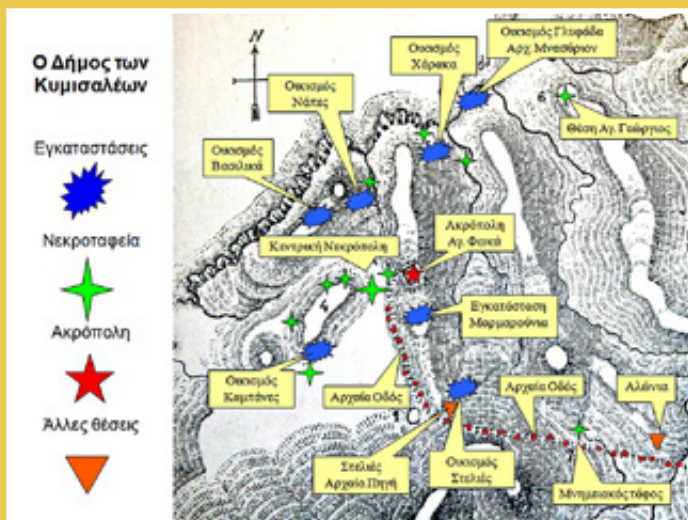 Ο Δήμος των
Κυμισαλέων
Εγκαταστάσεις
Νεκροταφεία
Ακρόπολη
Άλλες θέσεις
N
Οικισμός Γλυφάδα
Αρχ. Μνασύριον
Οικισμός
Χάρακα
Οικισμός
Νάπες
Θέση Αγ. Γεώργιος
Οικισμός
Βασιλικά
Κεντρική Νεκρόπολη
Ακρόπολη
Αγ. Φωκά
Εγκατάσταση
Μαρμαρούνια
Οικισμός
Καμπάνες
Αρχαία Οδός
Αρχαία Οδός
Αλώνια
Στελιές
Αρχαία Πηγή
Οικισμός
Στελιές
Μνημειακός τάφος